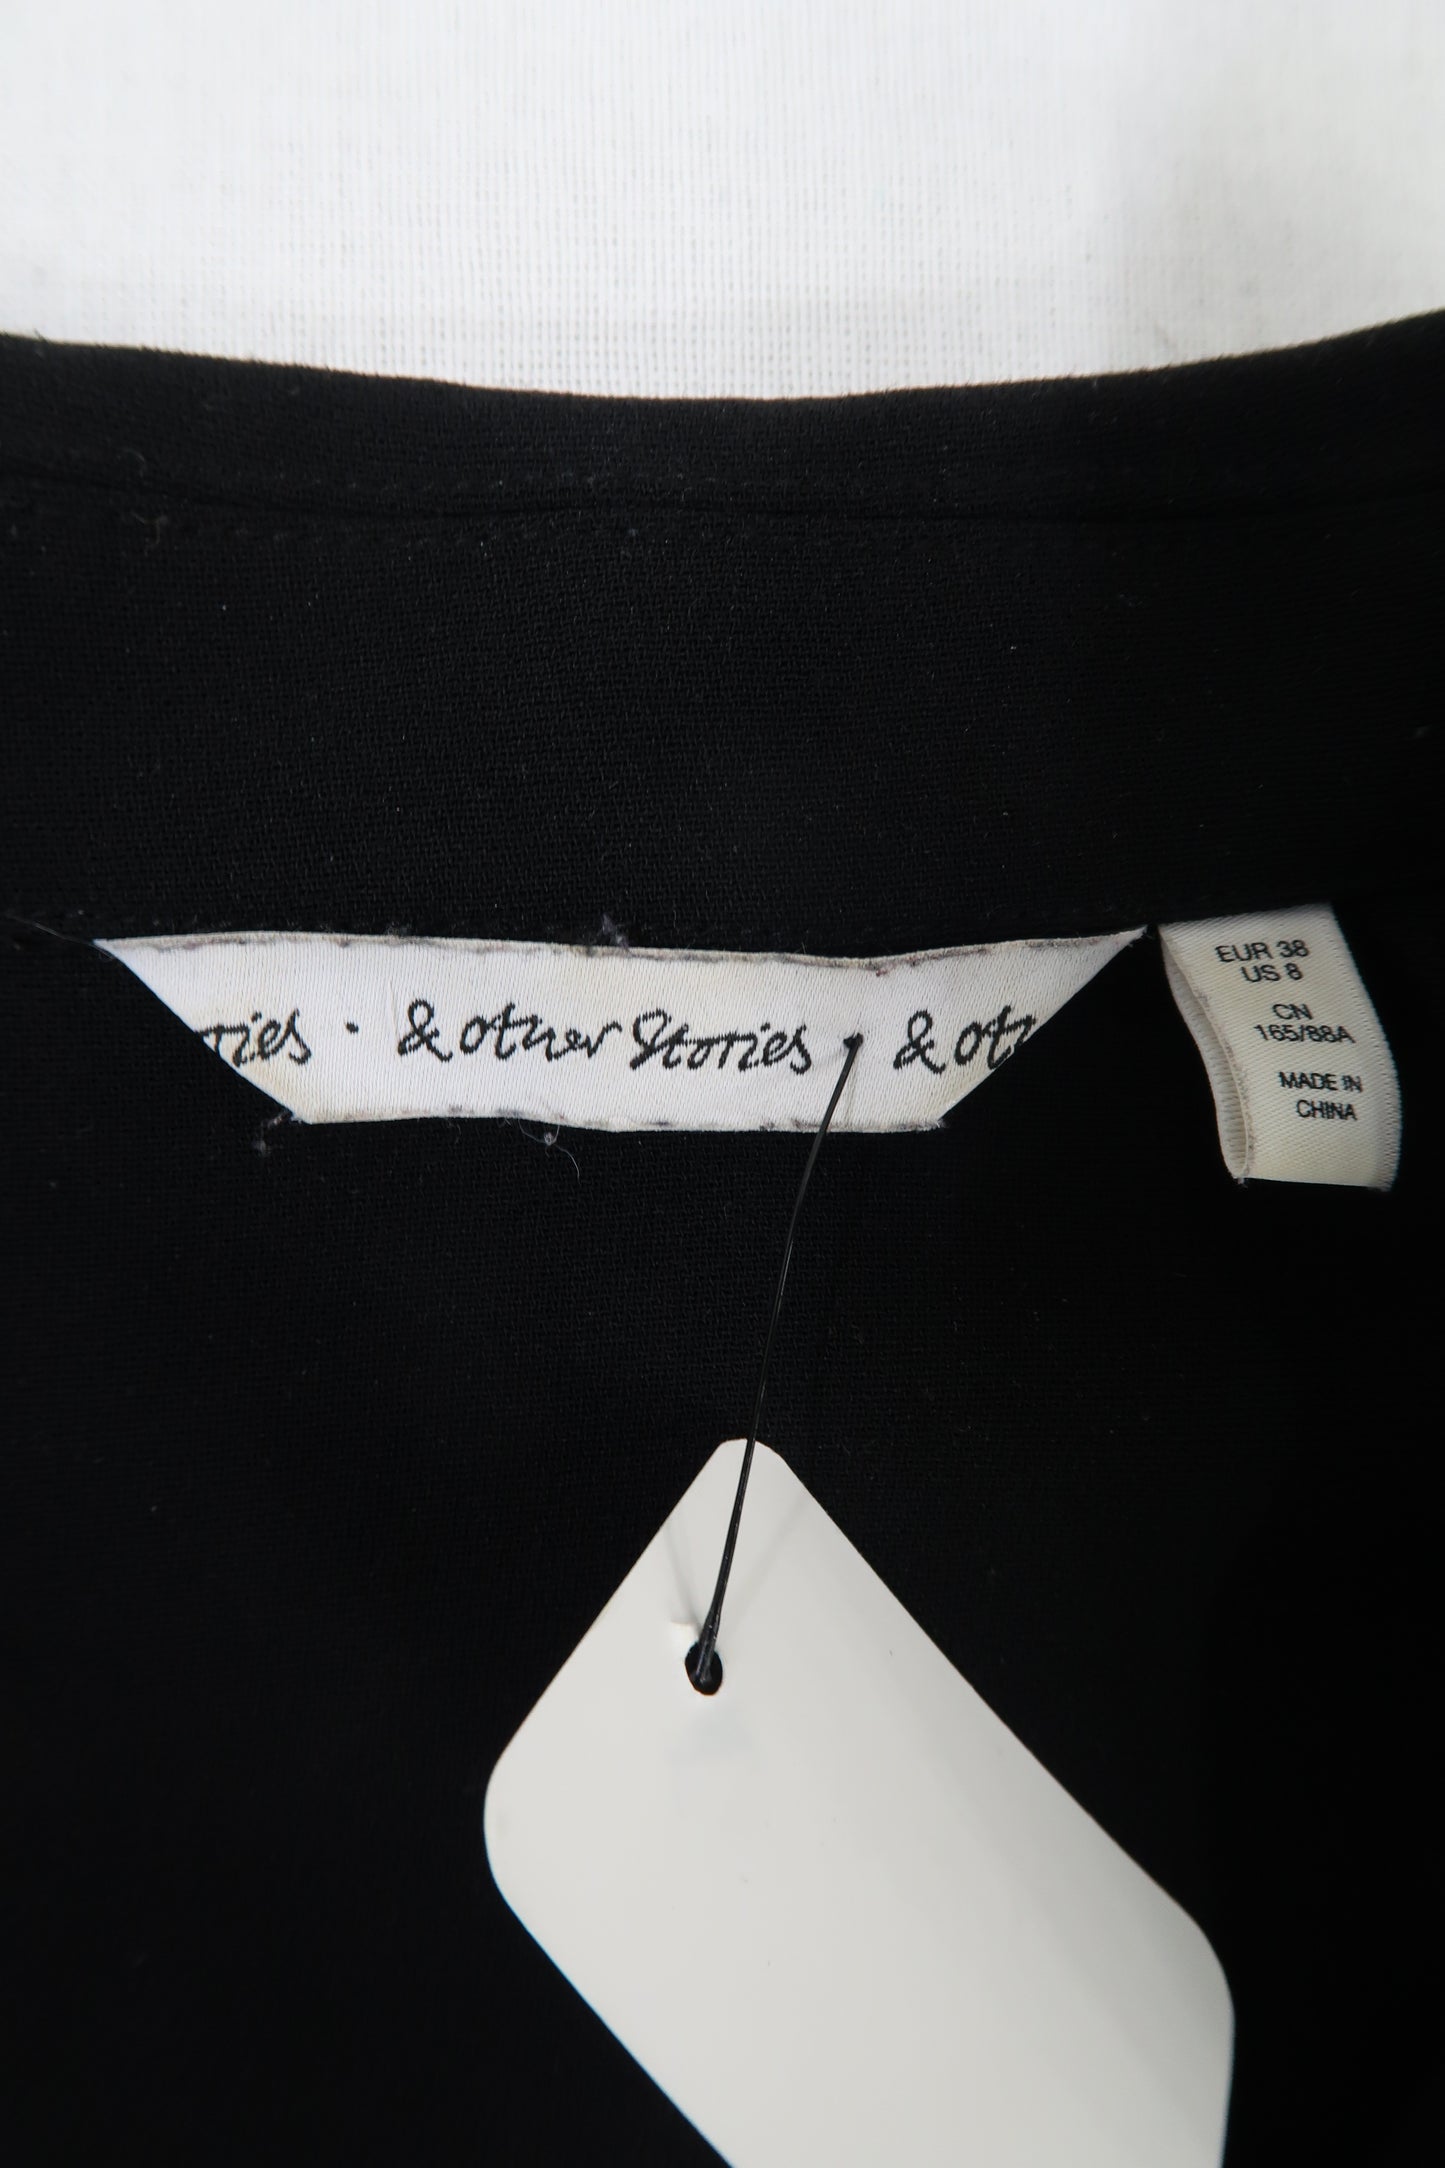 ries · & other Stories · & oth
EUR 38
US 8
CN
165/88A
MADE IN
CHINA